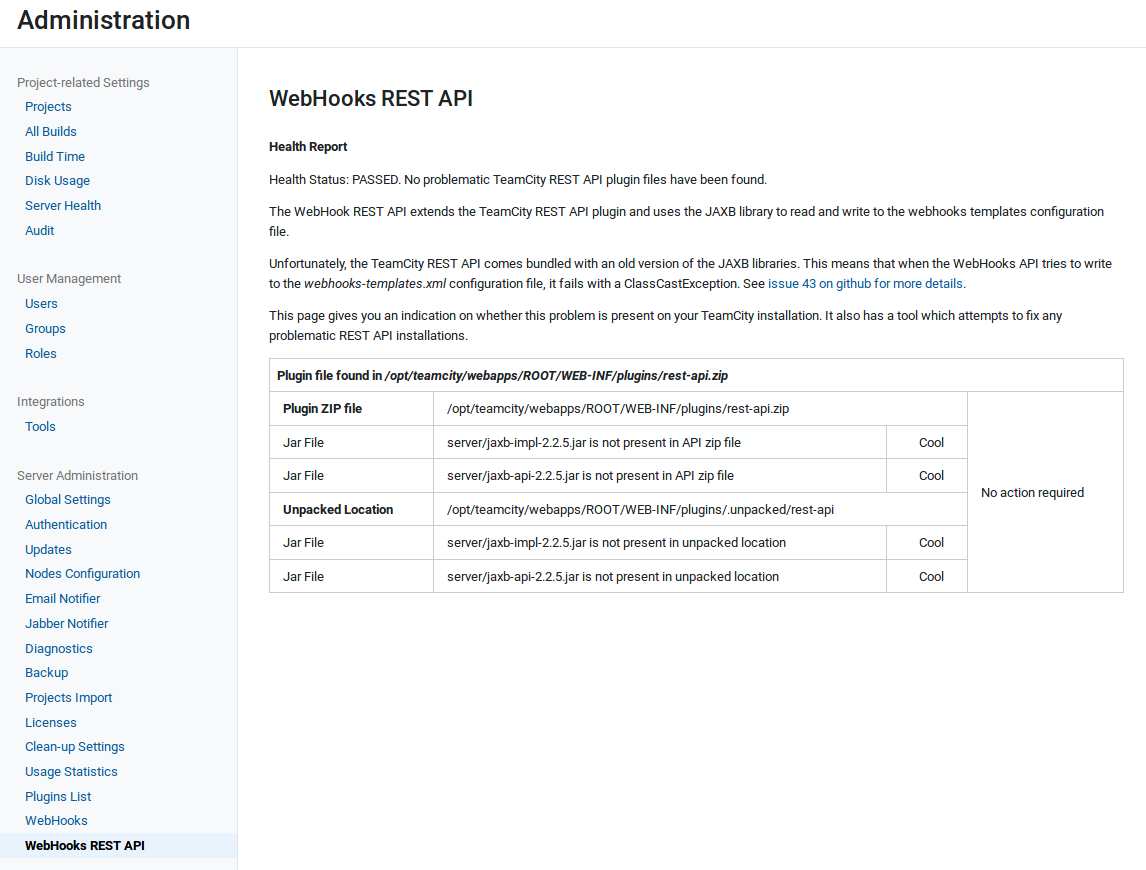 Administration
Project-related Settings
Projects
All Builds
Build Time
Disk Usage
Server Health
Audit
User Management
Users
Groups
Roles
Integrations
Tools
Server Administration
Global Settings
Authentication
Updates
Nodes Configuration
Email Notifier
Jabber Notifier
Diagnostics
Backup
Projects Import
Licenses
Clean-up Settings
Usage Statistics
Plugins List
WebHooks
WebHooks REST API
WebHooks REST API
Health Report
Health Status: PASSED. No problematic TeamCity REST API plugin files have been found.
The WebHook REST API extends the TeamCity REST API plugin and uses the JAXB library to read and write to the webhooks templates configuration
file.
Unfortunately, the TeamCity REST API comes bundled with an old version of the JAXB libraries. This means that when the WebHooks API tries to write
to the webhooks-templates.xml configuration file, it fails with a ClassCastException. See issue 43 on github for more details.
This page gives you an indication on whether this problem is present on your TeamCity installation. It also has a tool which attempts to fix any
problematic REST API installations.
Plugin file found in /opt/teamcity/webapps/ROOT/WEB-INF/plugins/rest-api.zip
Plugin ZIP file /opt/teamcity/webapps/ROOT/WEB-INF/plugins/rest-api.zip
Jar File server/jaxb-impl-2.2.5.jar is not present in API zip file Cool
Jar File server/jaxb-api-2.2.5.jar is not present in API zip file Cool
No action required
Unpacked Location /opt/teamcity/webapps/ROOT/WEB-INF/plugins/.unpacked/rest-api
Jar File server/jaxb-impl-2.2.5.jar is not present in unpacked location Cool
Jar File server/jaxb-api-2.2.5.jar is not present in unpacked location Cool